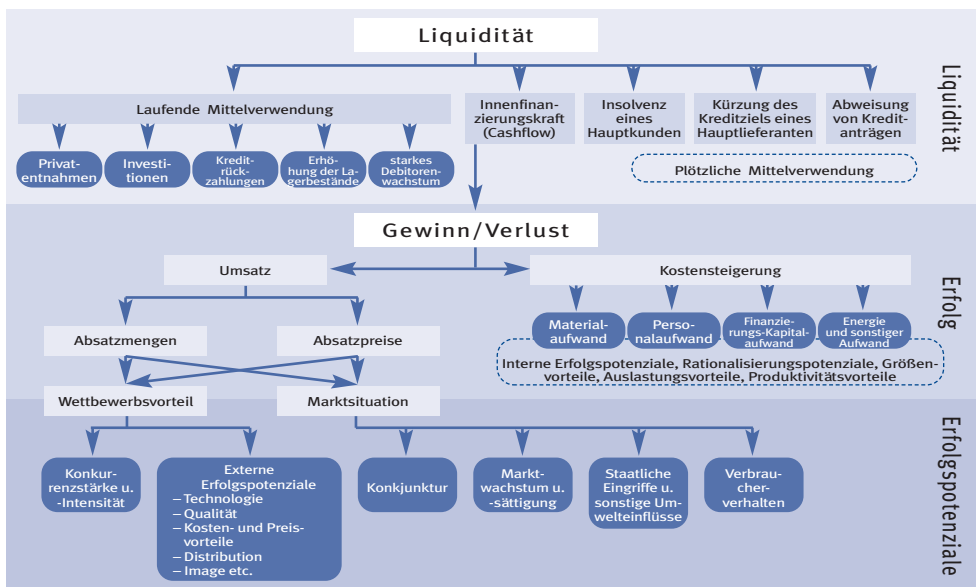 Liquidität
Liquidität
Laufende Mittelverwendung
Innenfinan-
zierungskraft
(Cashflow)
Insolvenz
eines
Hauptkunden
Kürzung des
Kreditziels eines
Hauptlieferanten
Abweisung
von Kredit-
anträgen
Privat-
entnahmen
Investi-
tionen
Kredit-
rück-
zahlungen
Erhö-
hung der La-
gerbestände
starkes
Debitoren-
wachstum
Plötzliche Mittelverwendung
Gewinn/Verlust
Erfolg
Umsatz
Kostensteigerung
Absatzmengen
Absatzpreise
Material-
aufwand
Perso-
nalaufwand
Finanzie-
rungs-Kapital-
aufwand
Energie
und sonstiger
Aufwand
Interne Erfolgspotenziale, Rationalisierungspotenziale, Größen-
vorteile, Auslastungsvorteile, Produktivitätsvorteile
Wettbewerbsvorteil
Marktsituation
Erfolgspotenziale
Konkur-
renzstärke u.
-Intensität
Externe
Erfolgspotenziale
– Technologie
– Qualität
– Kosten- und Preis-
vorteile
– Distribution
– Image etc.
Konkjunktur
Markt-
wachstum u.
-sättigung
Staatliche
Eingriffe u.
sonstige Um-
welteinflüsse
Verbrau-
cher-
verhalten